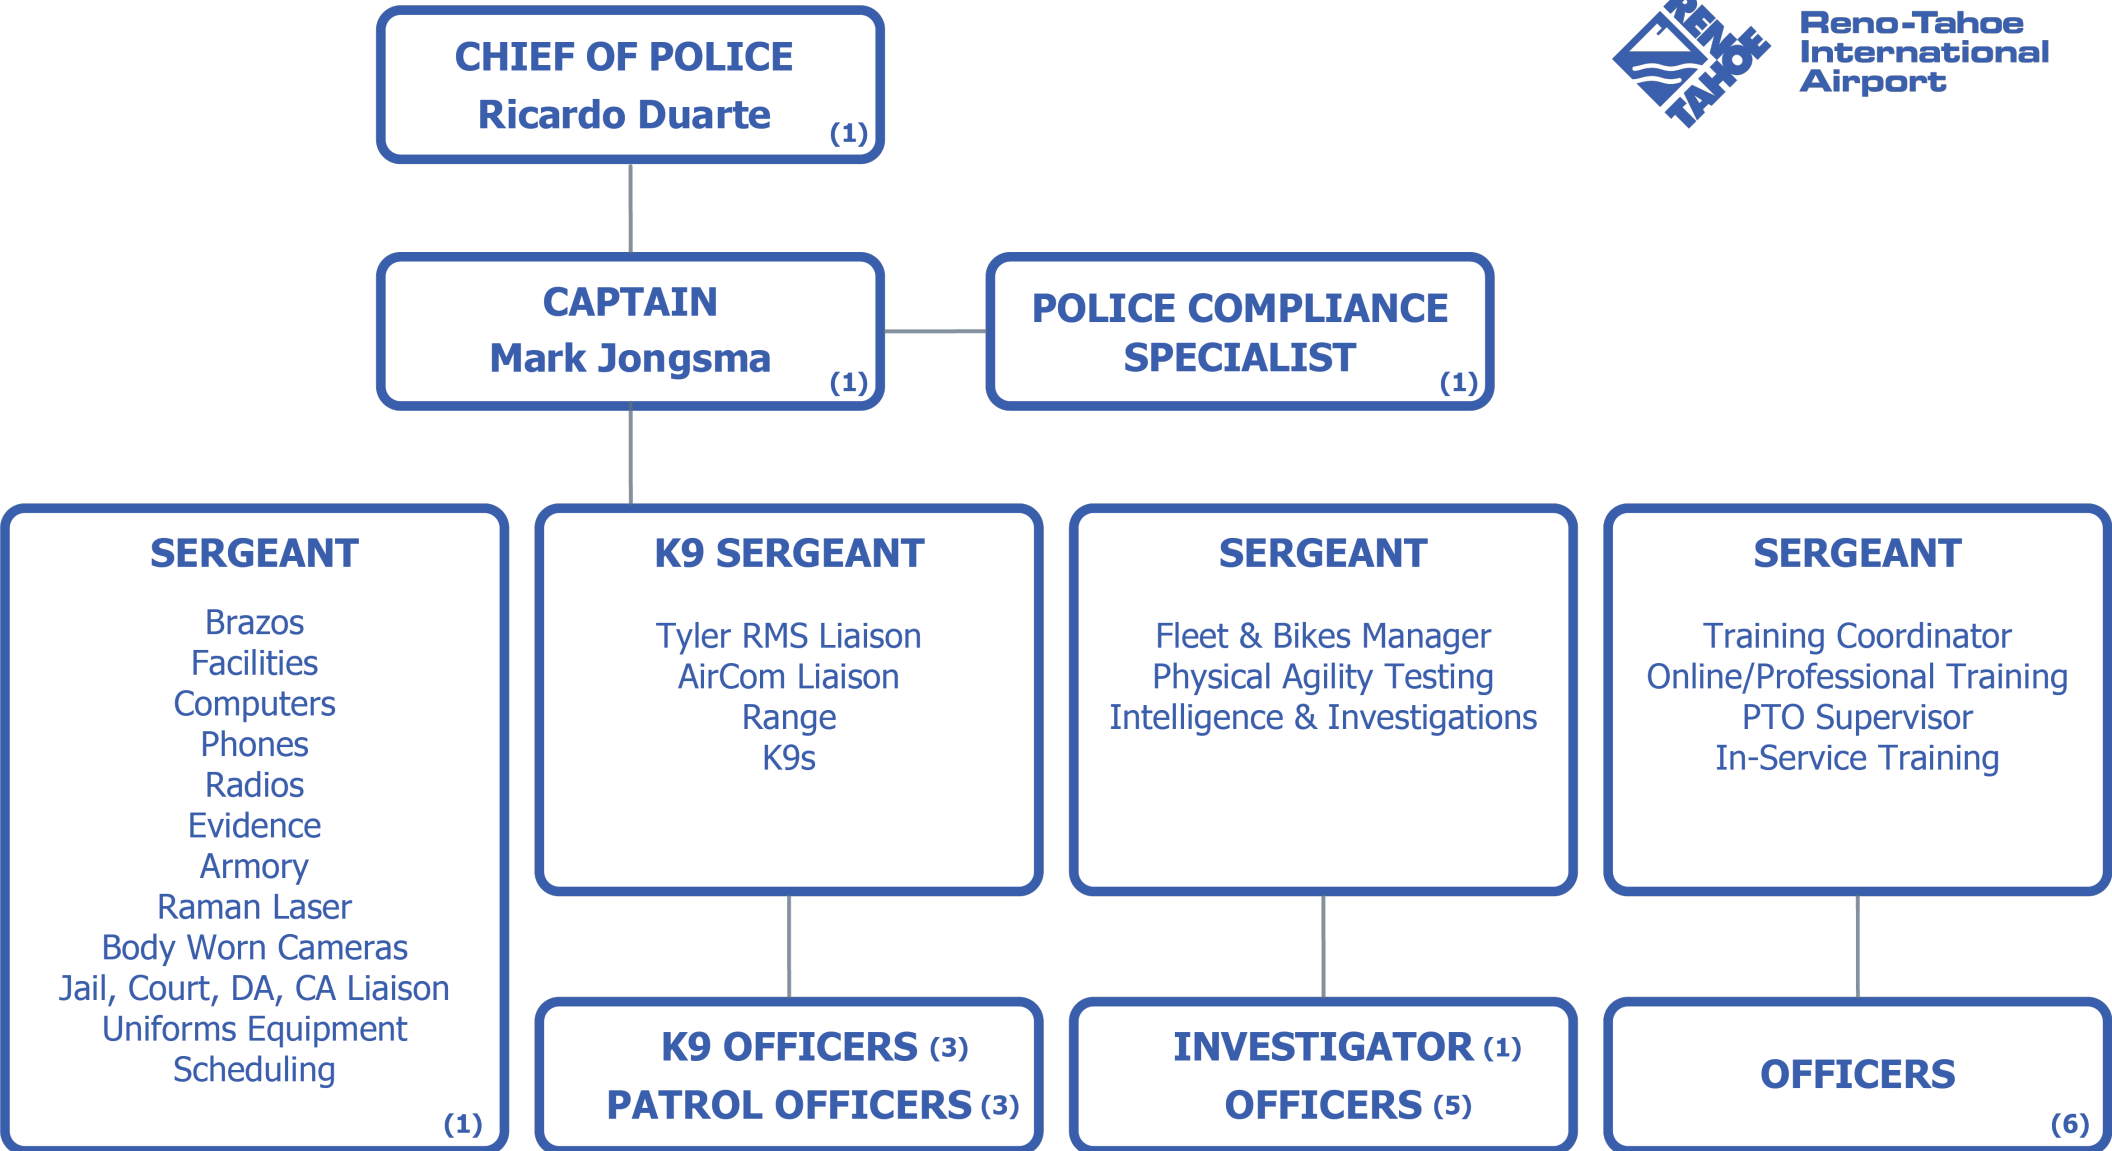 CHIEF OF POLICE
Ricardo Duarte
(1)
RENO
TAHOE
Reno-Tahoe
International
Airport
CAPTAIN
Mark Jongsma
(1)
POLICE COMPLIANCE
SPECIALIST
(1)
SERGEANT
Brazos
Facilities
Computers
Phones
Radios
Evidence
Armory
Raman Laser
Body Worn Cameras
Jail, Court, DA, CA Liaison
Uniforms Equipment
Scheduling
(1)
K9 SERGEANT
Tyler RMS Liaison
AirCom Liaison
Range
K9s
SERGEANT
Fleet & Bikes Manager
Physical Agility Testing
Intelligence & Investigations
SERGEANT
Training Coordinator
Online/Professional Training
PTO Supervisor
In-Service Training
K9 OFFICERS (3)
PATROL OFFICERS (3)
INVESTIGATOR (1)
OFFICERS (5)
OFFICERS
(6)